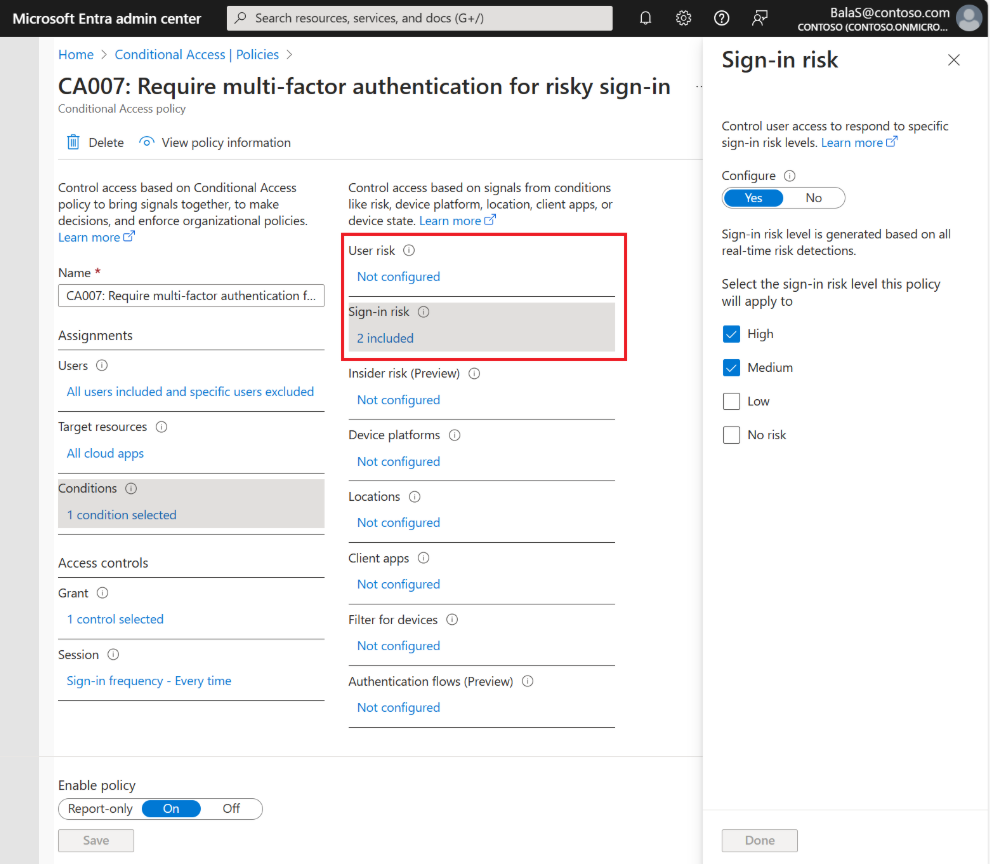 Microsoft Entra admin center
Search resources, services, and docs (G+/)
BalaS@contoso.com
CONTOSO (CONTOSO.ONMICRO...
Home > Conditional Access | Policies >
CA007: Require multi-factor authentication for risky sign-in
Conditional Access policy
Delete
View policy information
Control access based on Conditional Access
policy to bring signals together, to make
decisions, and enforce organizational policies.
Learn more
Name *
CA007: Require multi-factor authentication f...
Assignments
Users
All users included and specific users excluded
Target resources
All cloud apps
Conditions
1 condition selected
Access controls
Grant
1 control selected
Session
Sign-in frequency - Every time
Control access based on signals from conditions
like risk, device platform, location, client apps, or
device state. Learn more
User risk
Not configured
Sign-in risk
2 included
Insider risk (Preview)
Not configured
Device platforms
Not configured
Locations
Not configured
Client apps
Not configured
Filter for devices
Not configured
Authentication flows (Preview)
Not configured
Enable policy
Report-only On Off
Save
Sign-in risk
Control user access to respond to specific
sign-in risk levels. Learn more
Configure
Yes No
Sign-in risk level is generated based on all
real-time risk detections.
Select the sign-in risk level this policy
will apply to
High
Medium
Low
No risk
Done